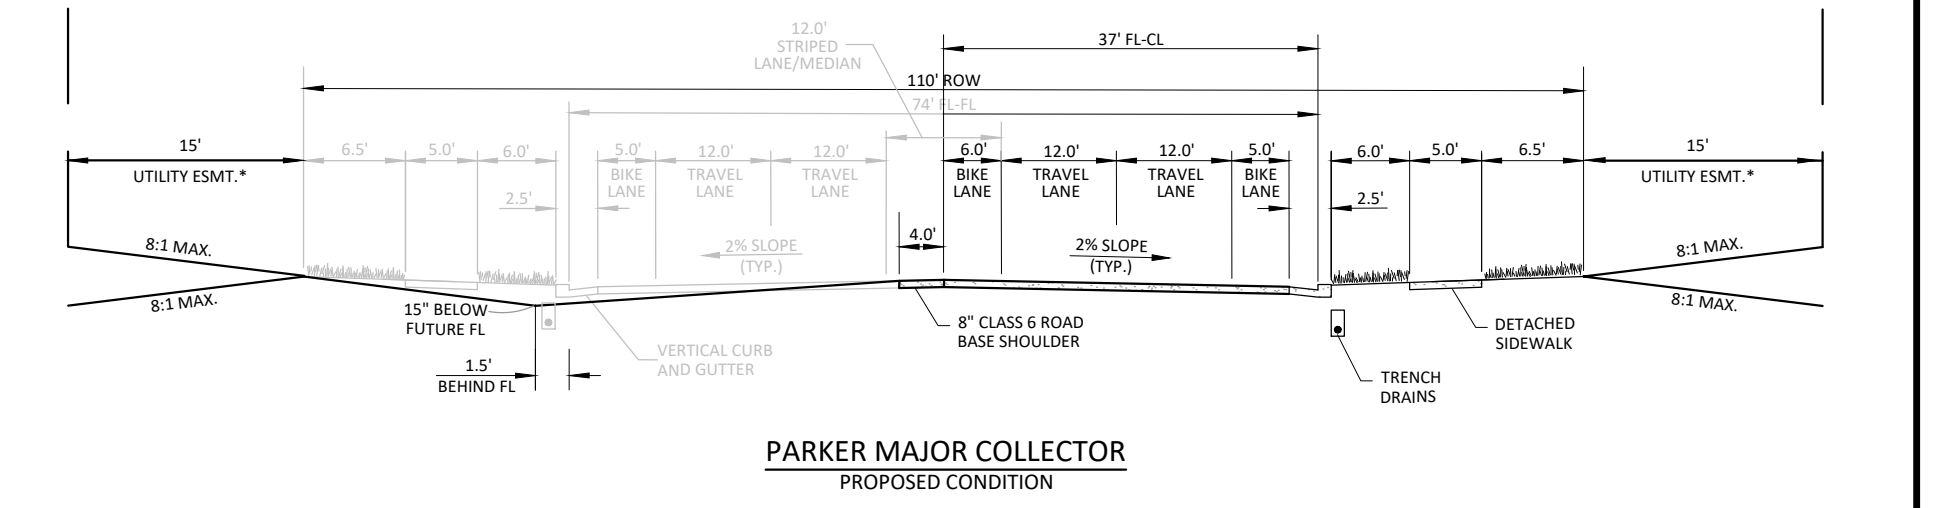 12.0'
STRIPED
LANE/MEDIAN
37' FL-CL
110' ROW
74' FL-FL
15'
UTILITY ESMT.*
6.5'
5.0'
6.0'
2.5'
5.0'
BIKE
LANE
12.0'
TRAVEL
LANE
12.0'
TRAVEL
LANE
6.0'
BIKE
LANE
12.0'
TRAVEL
LANE
12.0'
TRAVEL
LANE
5.0'
BIKE
LANE
6.0'
5.0'
6.5'
2.5'
15'
UTILITY ESMT.*
8:1 MAX.
8:1 MAX.
2% SLOPE
(TYP.)
4.0'
2% SLOPE
(TYP.)
8:1 MAX.
8:1 MAX.
15" BELOW
FUTURE FL
1.5'
BEHIND FL
VERTICAL CURB
AND GUTTER
8" CLASS 6 ROAD
BASE SHOULDER
TRENCH
DRAINS
DETACHED
SIDEWALK
PARKER MAJOR COLLECTOR
PROPOSED CONDITION